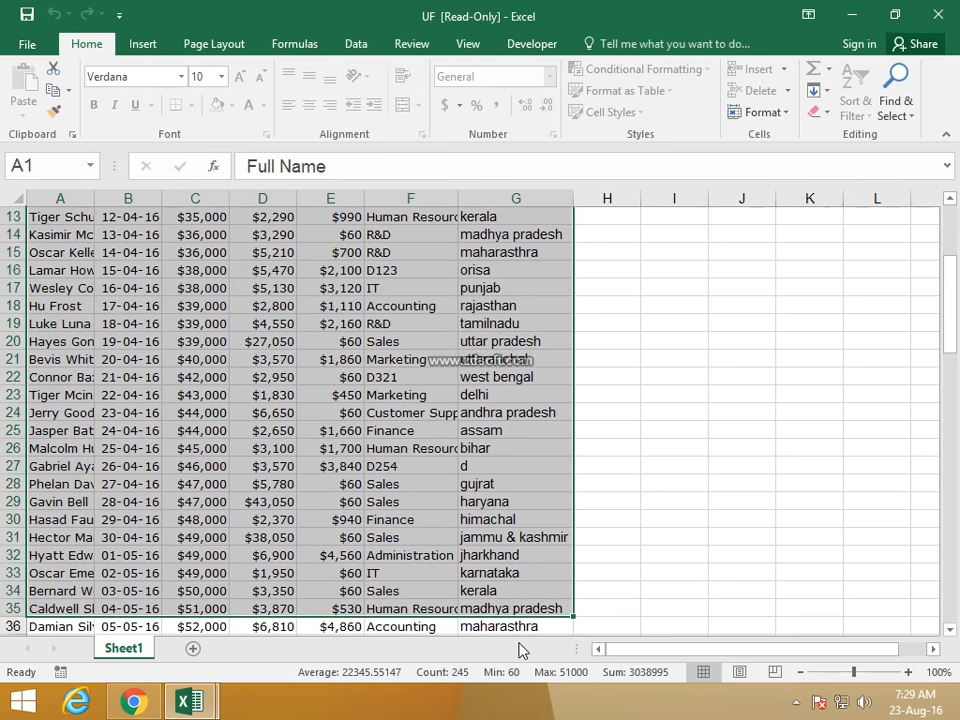 UF [Read-Only] - Excel
File Home Insert Page Layout Formulas Data Review View Developer Tell me what you want to do... Sign in Share
Verdana 10 General Conditional Formatting Insert
Paste Format as Table Delete Sort & Filter Find & Select
B I U A $ % Cell Styles Format
Clipboard Font Alignment Number Styles Cells Editing
A1 fx Full Name
A B C D E F G H I J K L
13 Tiger Schu 12-04-16 $35,000 $2,290 $990 Human Resourc kerala
14 Kasimir Mc 13-04-16 $36,000 $3,290 $60 R&D madhya pradesh
15 Oscar Kelle 14-04-16 $36,000 $5,210 $700 R&D maharasthra
16 Lamar How 15-04-16 $38,000 $5,470 $2,100 D123 orisa
17 Wesley Co 16-04-16 $38,000 $5,130 $3,120 IT punjab
18 Hu Frost 17-04-16 $39,000 $2,800 $1,110 Accounting rajasthan
19 Luke Luna 18-04-16 $39,000 $4,550 $2,160 R&D tamilnadu
20 Hayes Gon 19-04-16 $39,000 $27,050 $60 Sales uttar pradesh
21 Bevis Whit 20-04-16 $40,000 $3,570 $1,860 Marketing
22 Connor Ba 21-04-16 $42,000 $2,950 $60 D321 west bengal
23 Tiger Mcin 22-04-16 $43,000 $1,830 $450 Marketing delhi
24 Jerry Good 23-04-16 $44,000 $6,650 $60 Customer Supp andhra pradesh
25 Jasper Bat 24-04-16 $44,000 $2,650 $1,660 Finance assam
26 Malcolm Hu 25-04-16 $45,000 $3,100 $1,700 Human Resourc bihar
27 Gabriel Aya 26-04-16 $46,000 $3,570 $3,840 D254 d
28 Phelan Dav 27-04-16 $47,000 $5,780 $60 Sales gujrat
29 Gavin Bell 28-04-16 $47,000 $43,050 $60 Sales haryana
30 Hasad Fau 29-04-16 $48,000 $2,370 $940 Finance himachal
31 Hector Ma 30-04-16 $49,000 $38,050 $60 Sales jammu & kashmir
32 Hyatt Edw 01-05-16 $49,000 $6,900 $4,560 Administration jharkhand
33 Oscar Eme 02-05-16 $49,000 $1,950 $60 IT karnataka
34 Bernard W 03-05-16 $50,000 $3,350 $60 Sales kerala
35 Caldwell Sl 04-05-16 $51,000 $3,870 $530 Human Resourc madhya pradesh
36 Damian Silv 05-05-16 $52,000 $6,810 $4,860 Accounting maharasthra
Sheet1
Ready Average: 22345.55147 Count: 245 Min: 60 Max: 51000 Sum: 3038995 100%
7:29 AM
23-Aug-16